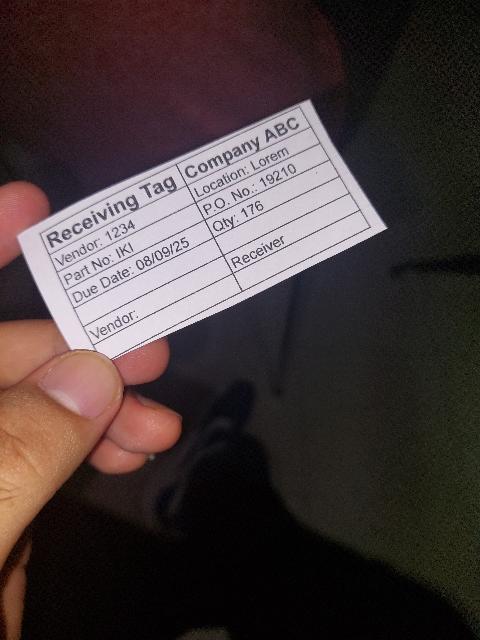 Receiving Tag Company ABC
Vendor: 1234 Location: Lorem
Part No: IKI P.O. No.: 19210
Due Date: 08/09/25 Qty: 176
Vendor: Receiver